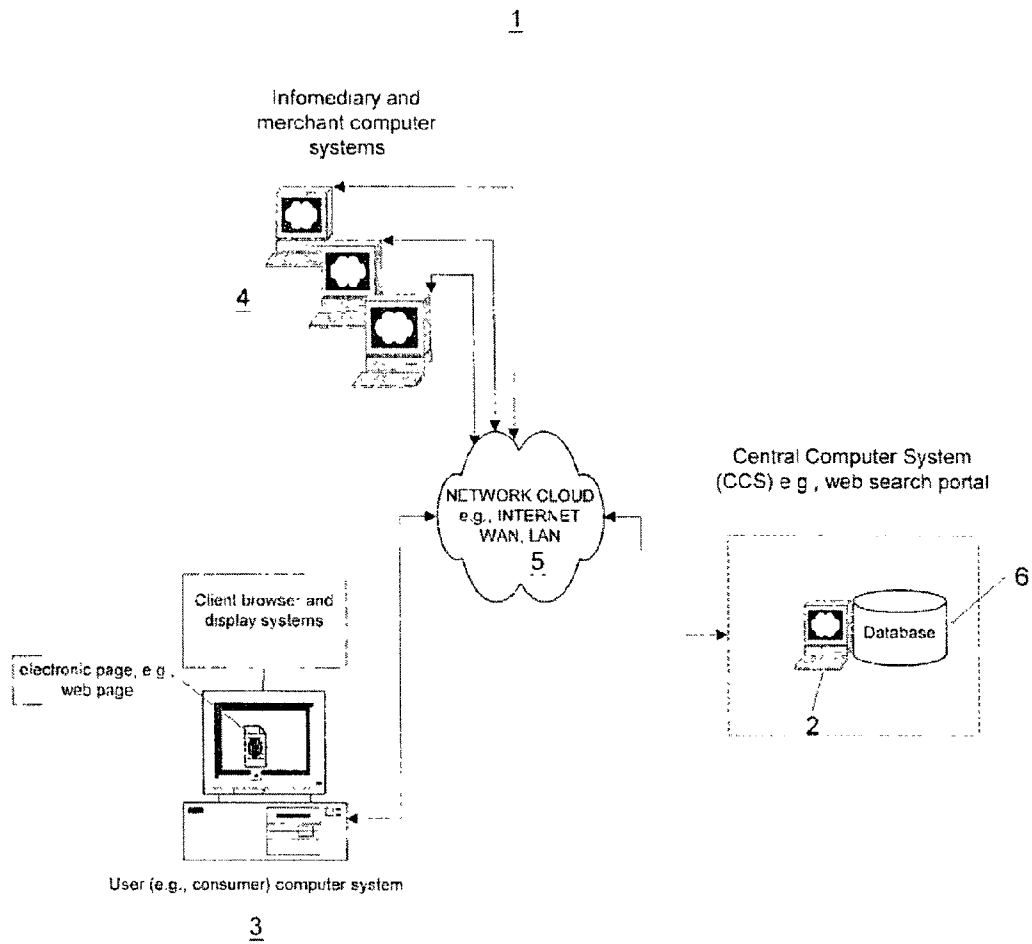 1
Infomediary and
merchant computer
systems
4
NETWORK CLOUD
e.g., INTERNET
WAN, LAN
5
Central Computer System
(CCS) e g , web search portal
6
Database
2
Client browser and
display systems
electronic page, e.g.,
web page
User (e.g., consumer) computer system
3